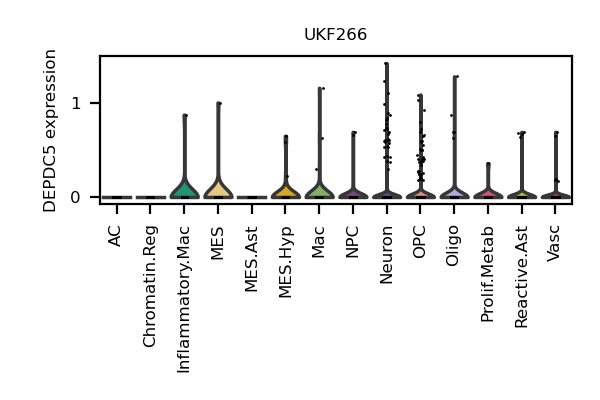 UKF266
DEPDC5 expression
1
0
AC
Chromatin.Reg
Inflammatory.Mac
MES
MES.Ast
MES.Hyp
Mac
NPC
Neuron
OPC
Oligo
Prolif.Metab
Reactive.Ast
Vasc